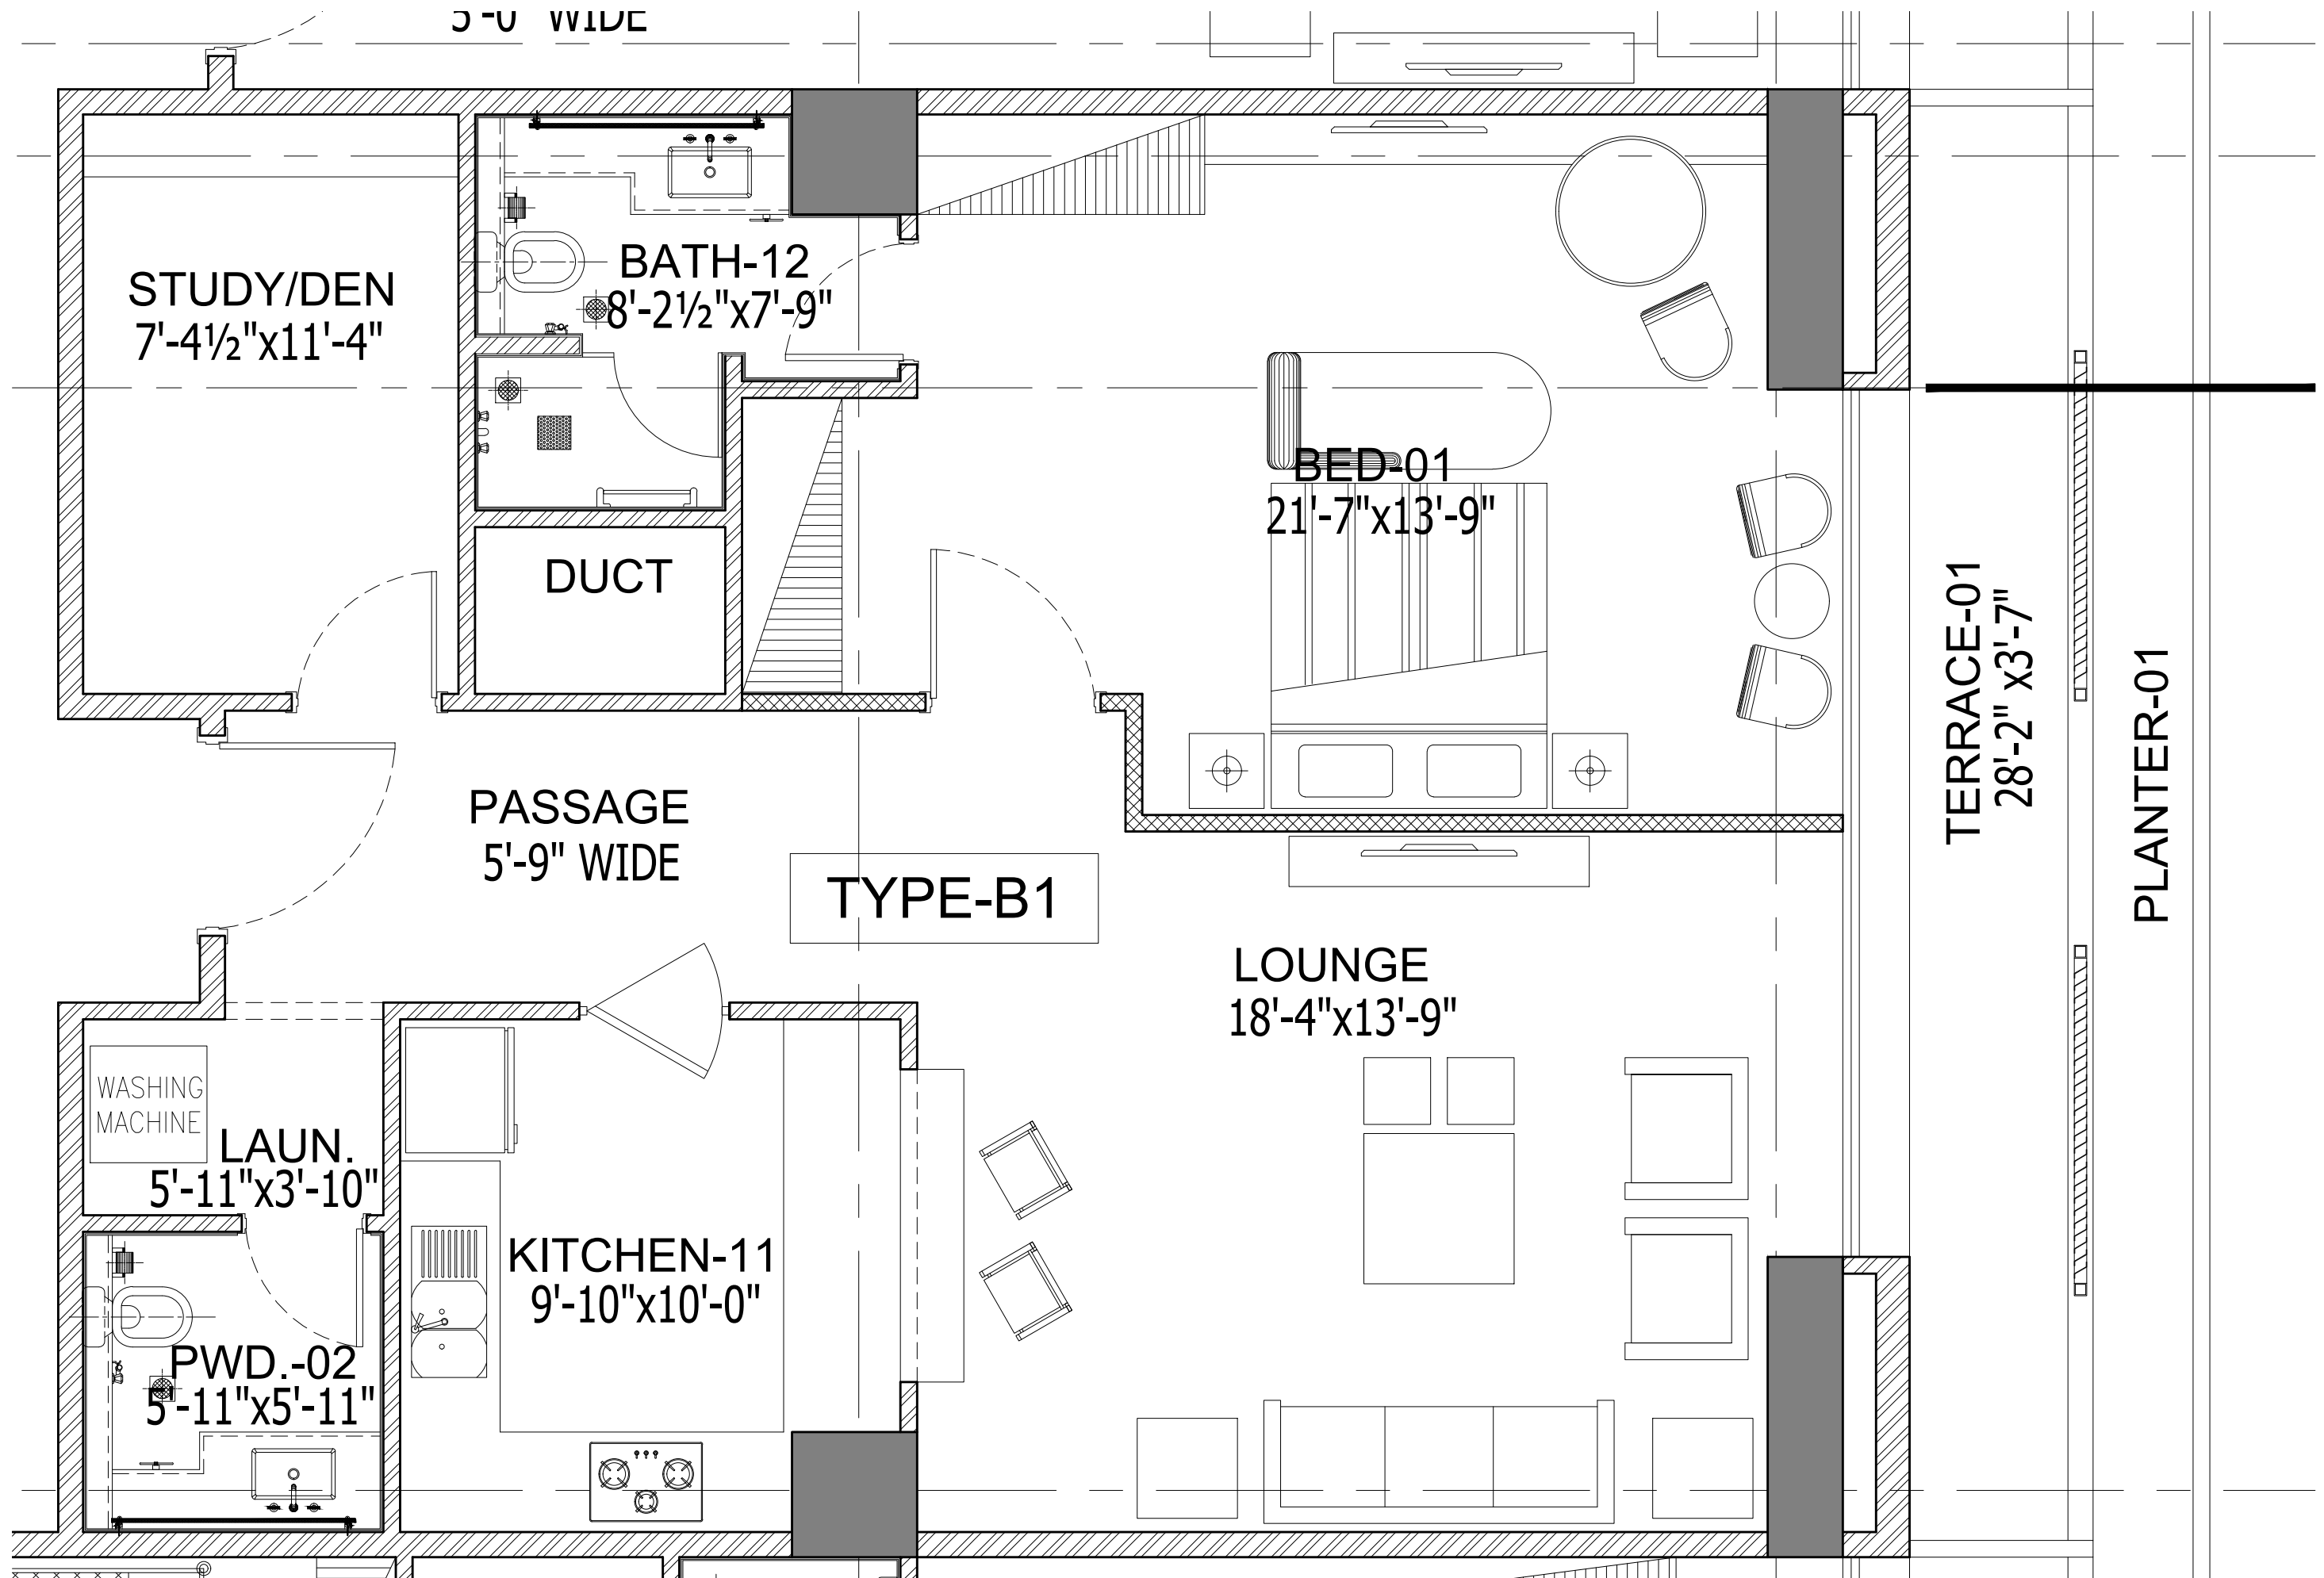 5'-0" WIDE
STUDY/DEN
7'-4½"x11'-4"
BATH-12
8'-2½"x7'-9"
DUCT
BED-01
21'-7"x13'-9"
TERRACE-01
28'-2" x3'-7"
PLANTER-01
PASSAGE
5'-9" WIDE
TYPE-B1
LOUNGE
18'-4"x13'-9"
WASHING
MACHINE
LAUN.
5'-11"x3'-10"
KITCHEN-11
9'-10"x10'-0"
PWD.-02
5'-11"x5'-11"